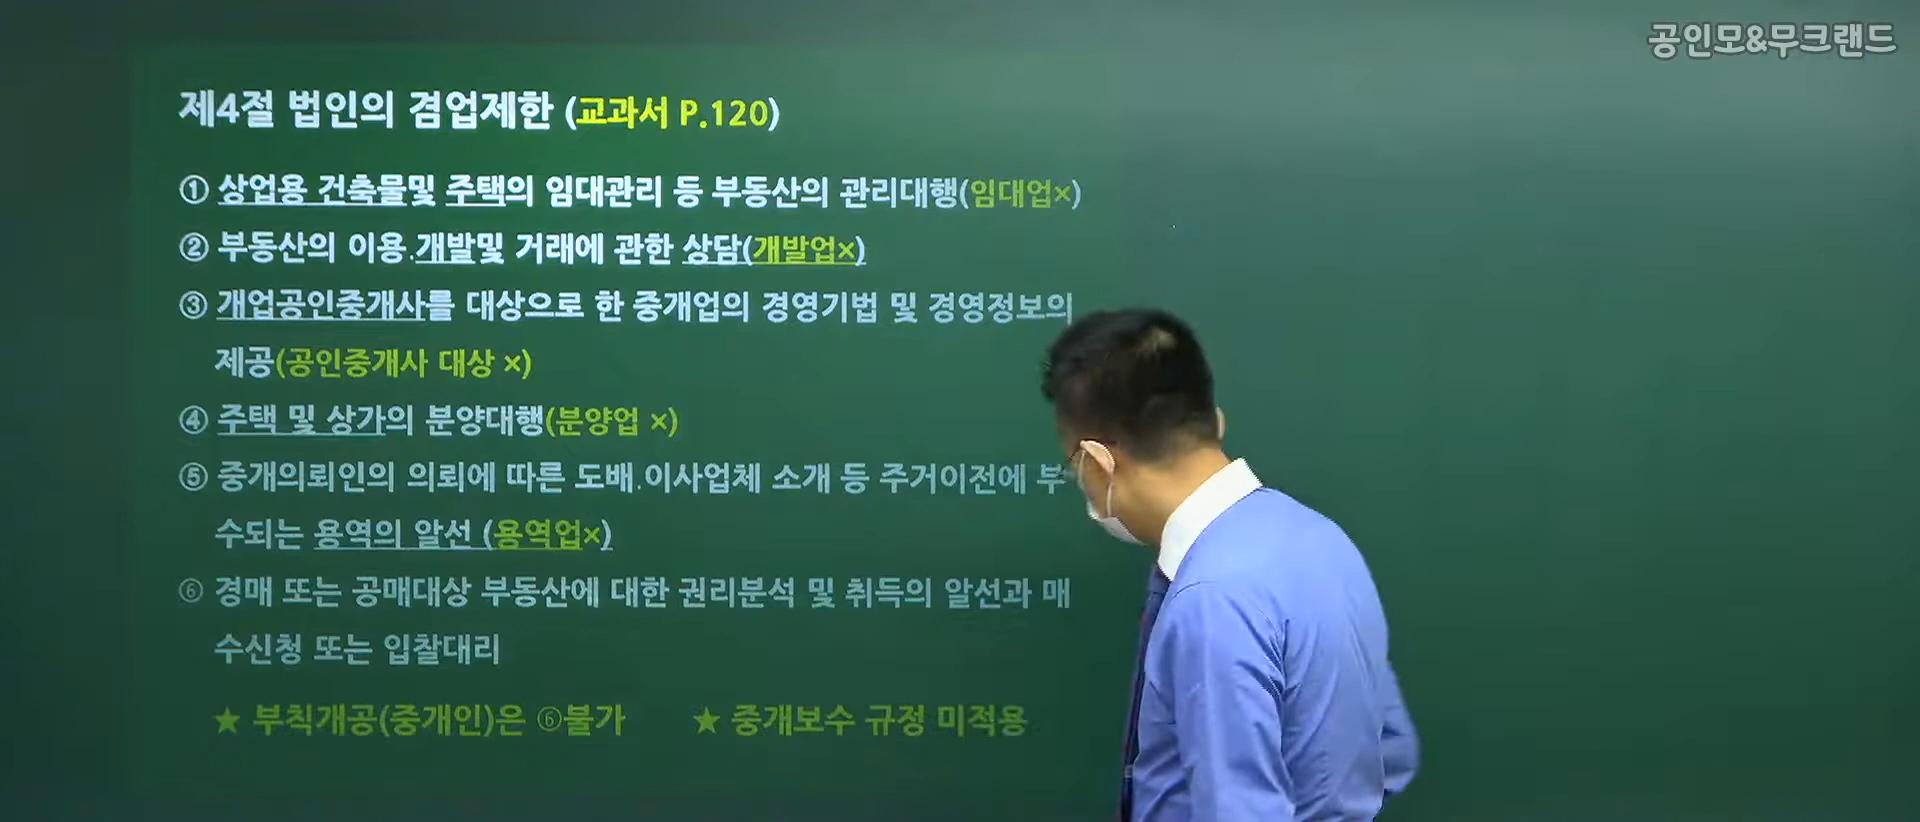 공인모&무크랜드
제4절 법인의 겸업제한 (교과서 P.120)
① 상업용 건축물및 주택의 임대관리 등 부동산의 관리대행(임대업×)
② 부동산의 이용.개발및 거래에 관한 상담(개발업×)
③ 개업공인중개사를 대상으로 한 중개업의 경영기법 및 경영정보의
제공(공인중개사 대상 ×)
④ 주택 및 상가의 분양대행(분양업 ×)
⑤ 중개의뢰인의 의뢰에 따른 도배.이사업체 소개 등 주거이전에 부
수되는 용역의 알선 (용역업×)
⑥ 경매 또는 공매대상 부동산에 대한 권리분석 및 취득의 알선과 매
수신청 또는 입찰대리
★ 부칙개공(중개인)은 ⑥불가 ★ 중개보수 규정 미적용